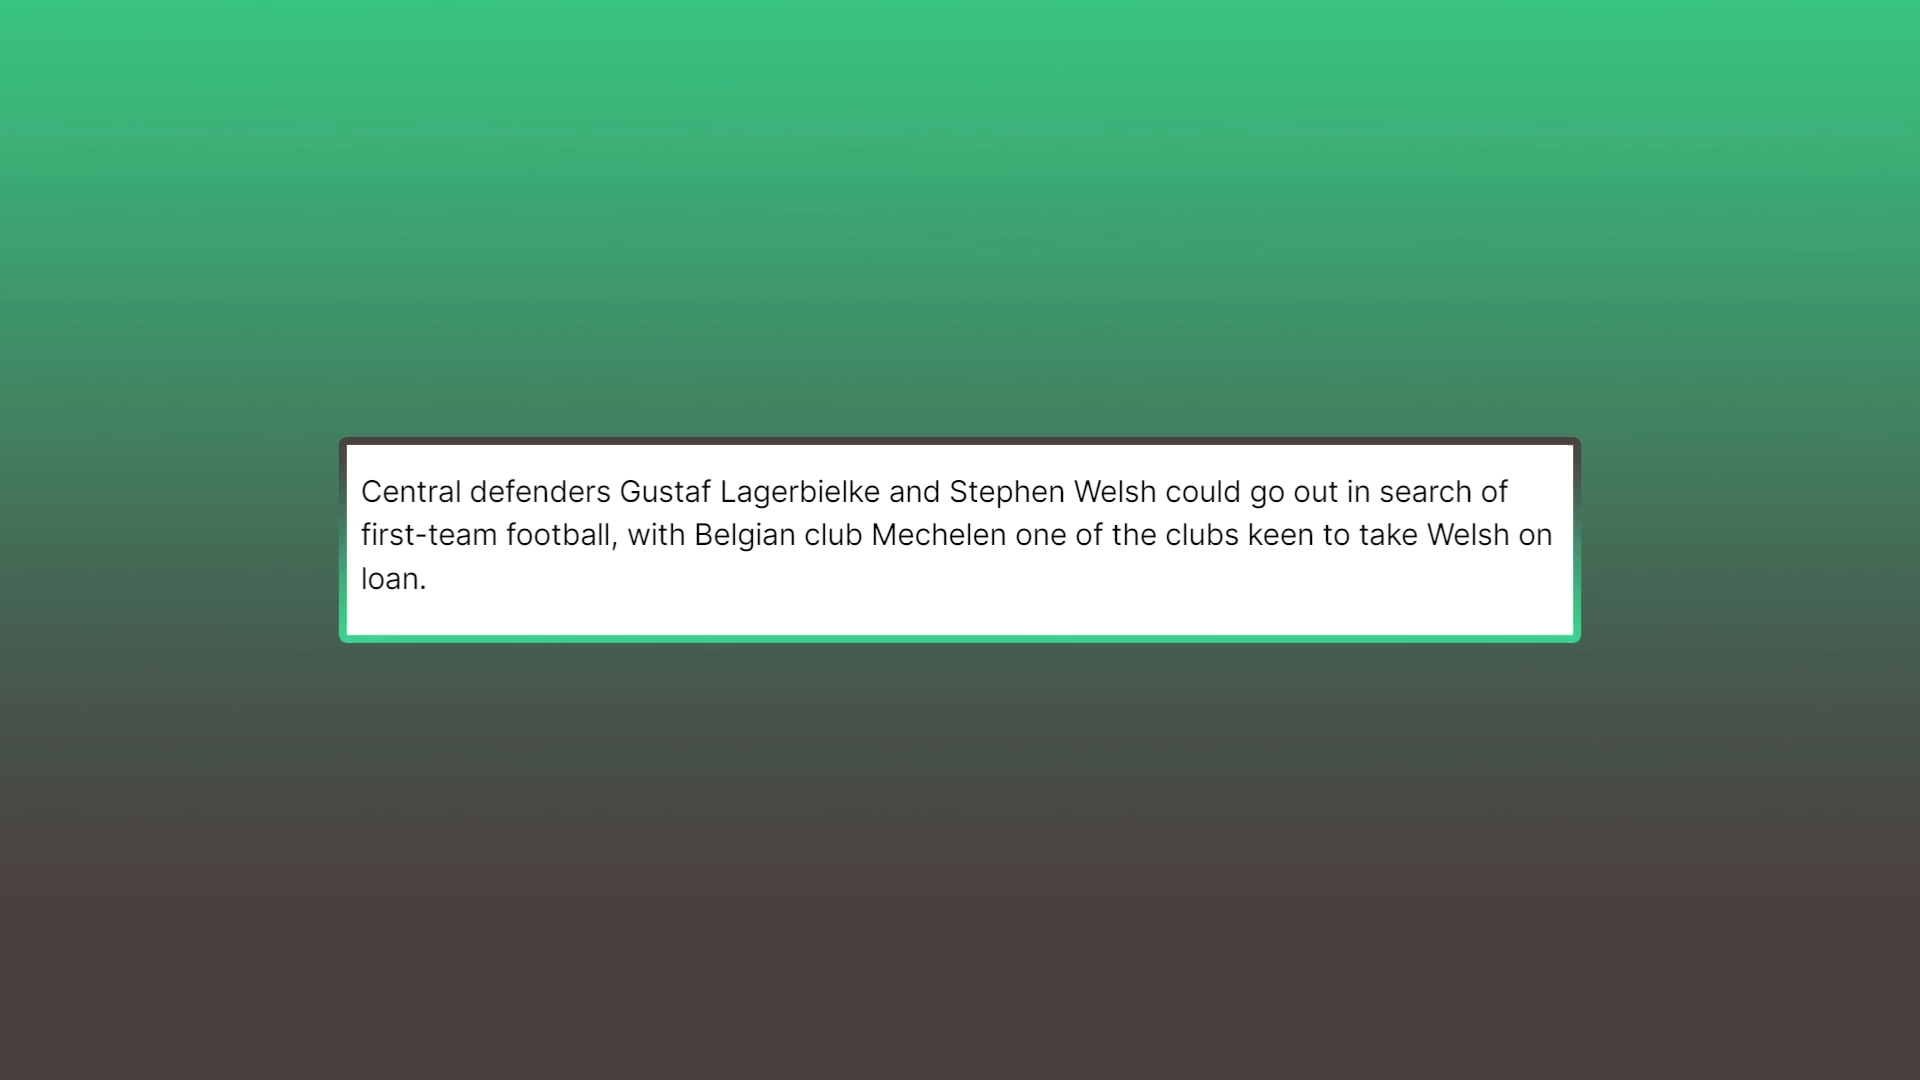 Central defenders Gustaf Lagerbielke and Stephen Welsh could go out in search of
first-team football, with Belgian club Mechelen one of the clubs keen to take Welsh on
loan.